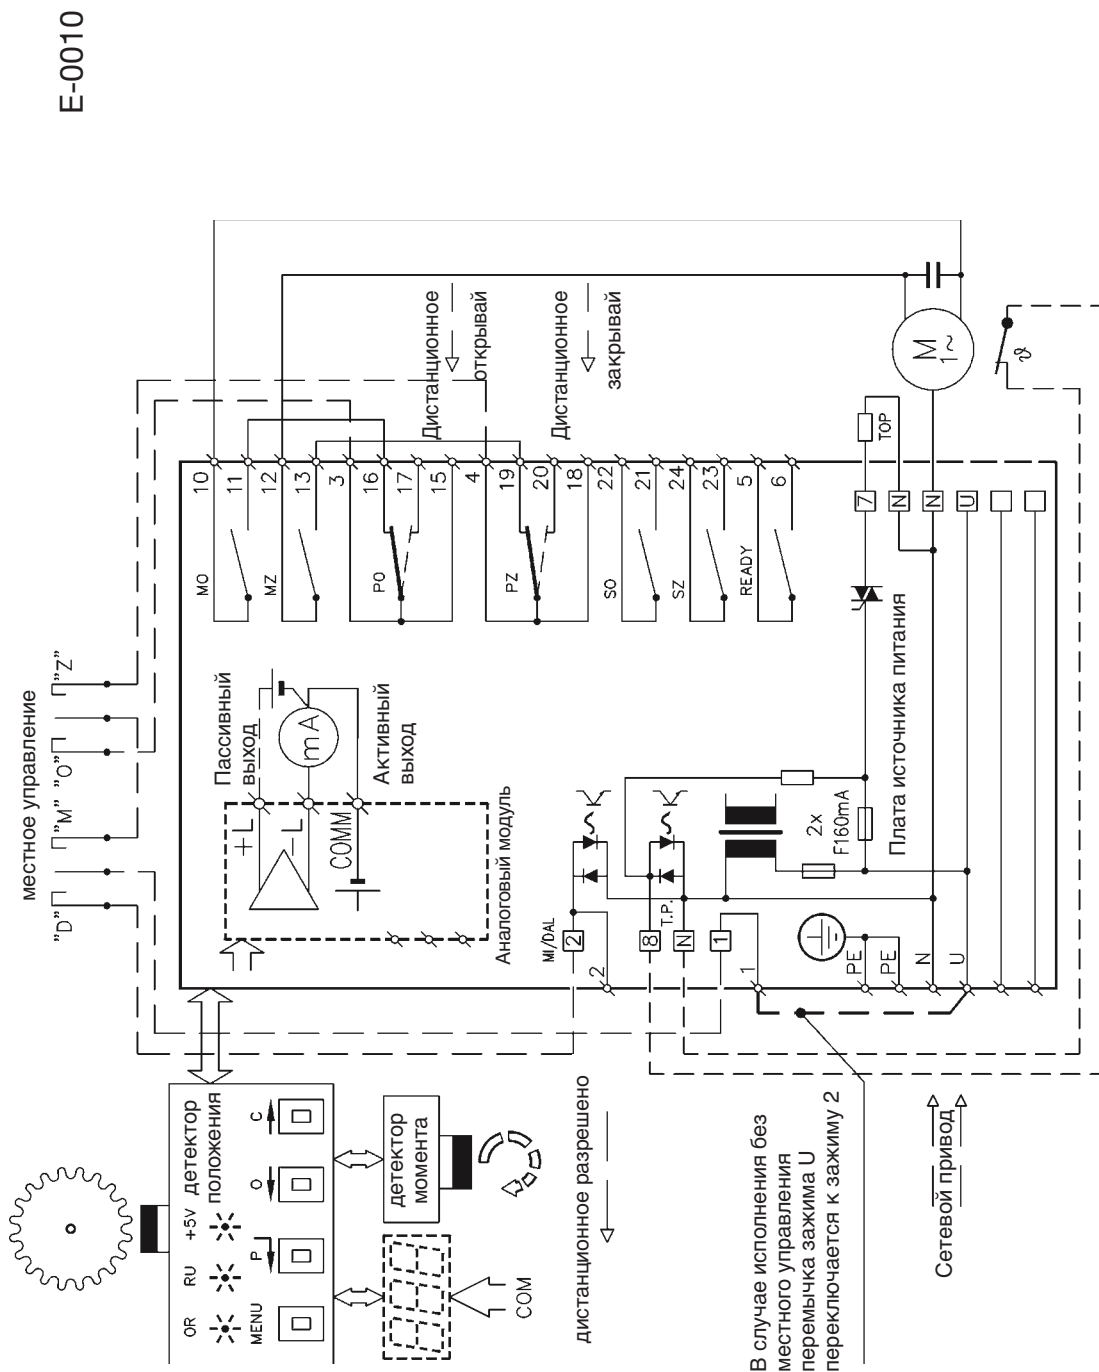 E-0010
местное управление
"D"
"M"
"O"
"Z"
Дистанционное
открывай
Дистанционное
закрывай
10
11
12
13
3
16
17
15
4
19
20
18
22
21
24
23
5
6
MO
MZ
PO
PZ
SO
SZ
READY
Пассивный
выход
mA
Активный
выход
+L
-L
COMM
Аналоговый модуль
M
1~
ϑ
TOP
7
N
N
U
Плата источника питания
2x
F160mA
MI/DAL
2
2
8
T.P.
N
1
1
PE
PE
N
U
OR
RU
+5V
детектор
положения
MENU
P
O
C
детектор
момента
COM
дистанционное разрешено
В случае исполнения без
местного управления
перемычка зажима U
переключается к зажиму 2
Сетевой привод